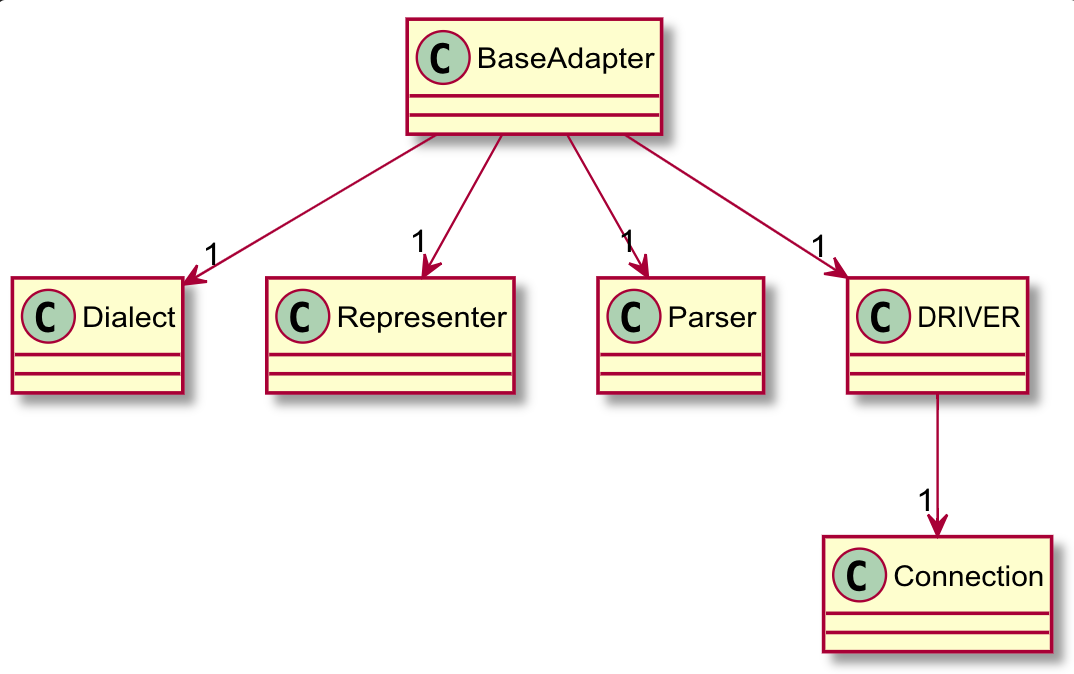 C BaseAdapter
1
1
1
1
C Dialect
C Representer
C Parser
C DRIVER
1
C Connection